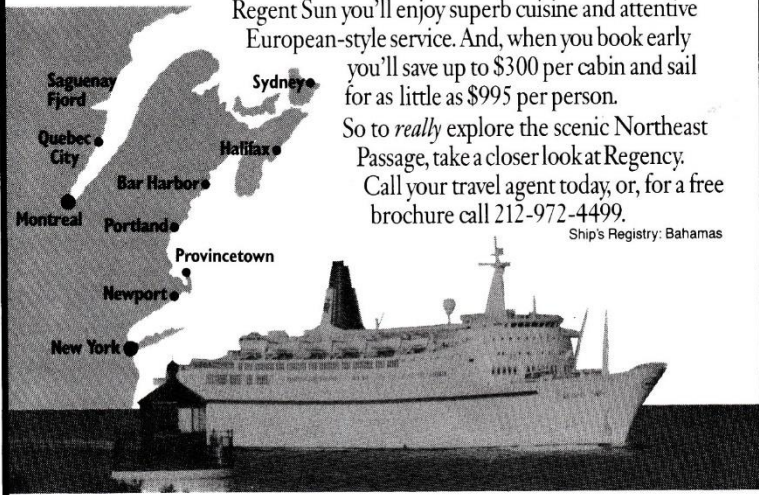 Regent Sun you'll enjoy superb cuisine and attentive
European-style service. And, when you book early
you'll save up to $300 per cabin and sail
for as little as $995 per person.
So to really explore the scenic Northeast
Passage, take a closer look at Regency.
Call your travel agent today, or, for a free
brochure call 212-972-4499.
Ship's Registry: Bahamas
Saguenay
Fjord
Sydney
Quebec
City
Halifax
Bar Harbor
Montreal
Portland
Provincetown
Newport
New York